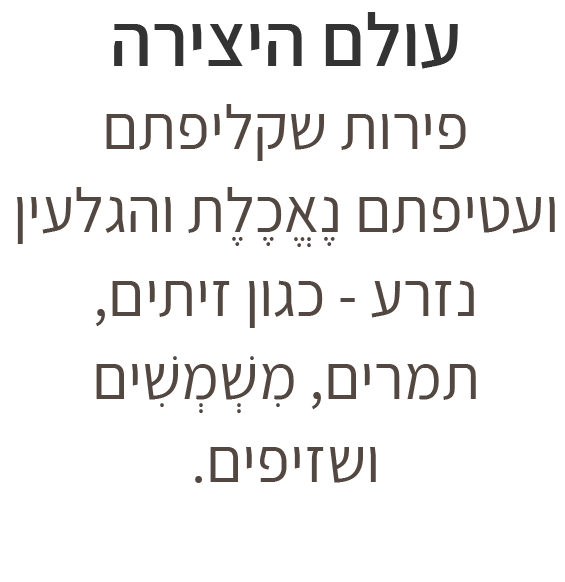 עולם היצירה
פירות שקליפתם
ועטיפתם נֶאֱכֶלֶת והגלעין
נזרע - כגון זיתים,
תמרים, מִשְׁמְשִׁים
ושזיפים.